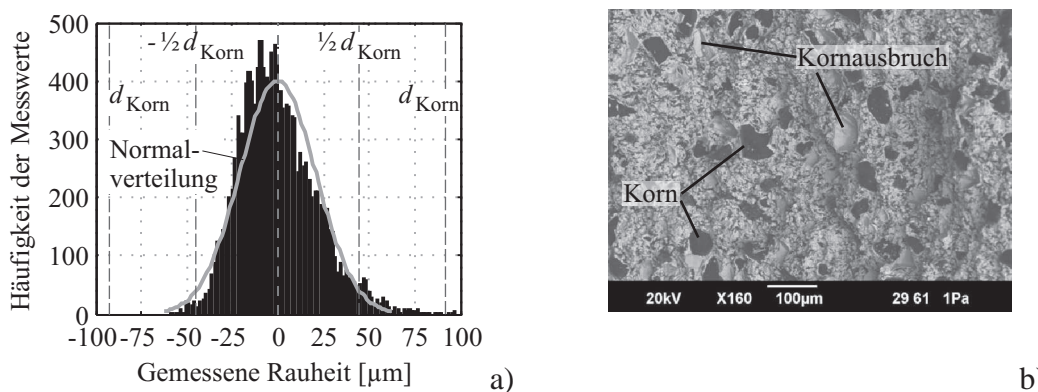 a)
500
400
300
200
100
0
Häufigkeit der Messwerte
- ½ d Korn
½ d Korn
d Korn
d Korn
Normal-
verteilung
-100 -75 -50 -25 0 25 50 75 100
Gemessene Rauheit [µm]
a)
b)
Kornausbruch
Korn
20kV X160 100µm 29 61 1Pa
b)